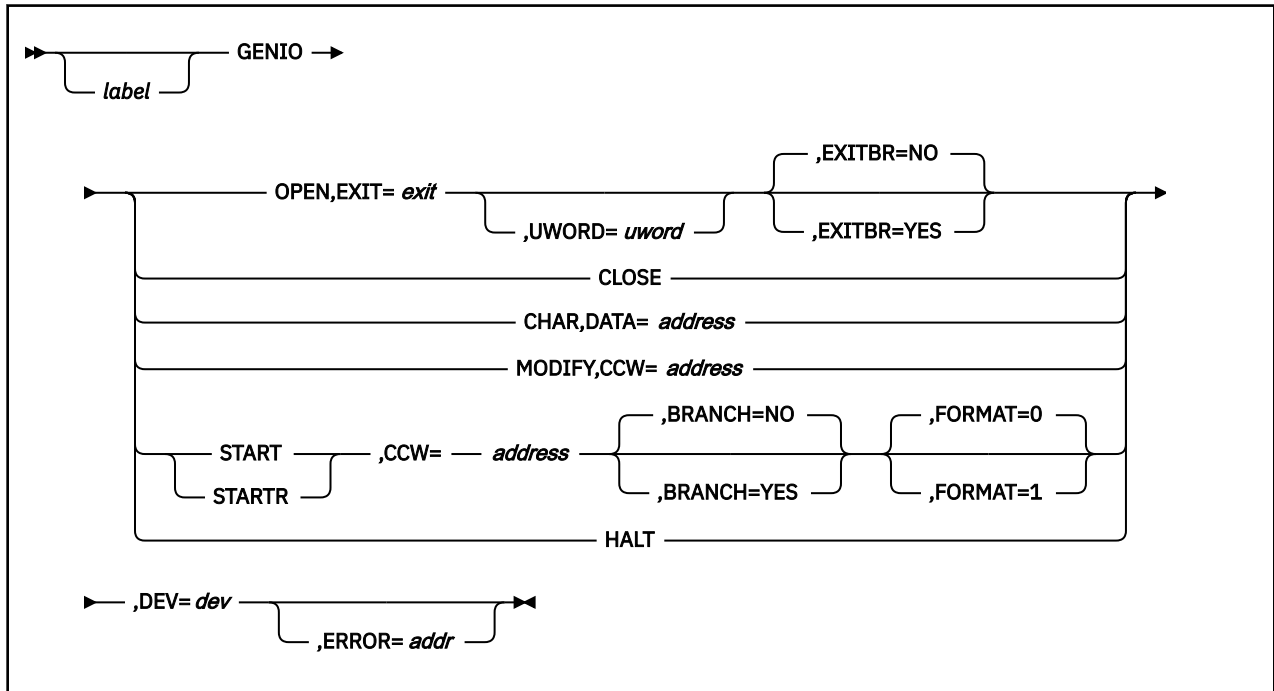 GENIO
label
,EXITBR=NO
OPEN,EXIT= exit
,UWORD= uword
,EXITBR=YES
CLOSE
CHAR,DATA= address
MODIFY,CCW= address
,BRANCH=NO
,FORMAT=0
START
,CCW= address
STARTR
,BRANCH=YES
,FORMAT=1
HALT
,DEV= dev
,ERROR= addr